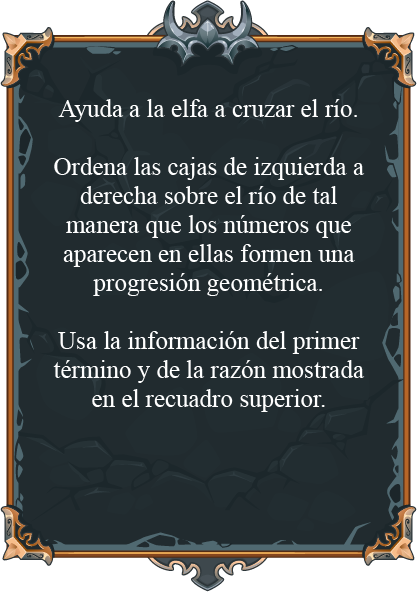 Ayuda a la elfa a cruzar el río.
Ordena las cajas de izquierda a
derecha sobre el río de tal
manera que los números que
aparecen en ellas formen una
progresión geométrica.
Usa la información del primer
término y de la razón mostrada
en el recuadro superior.